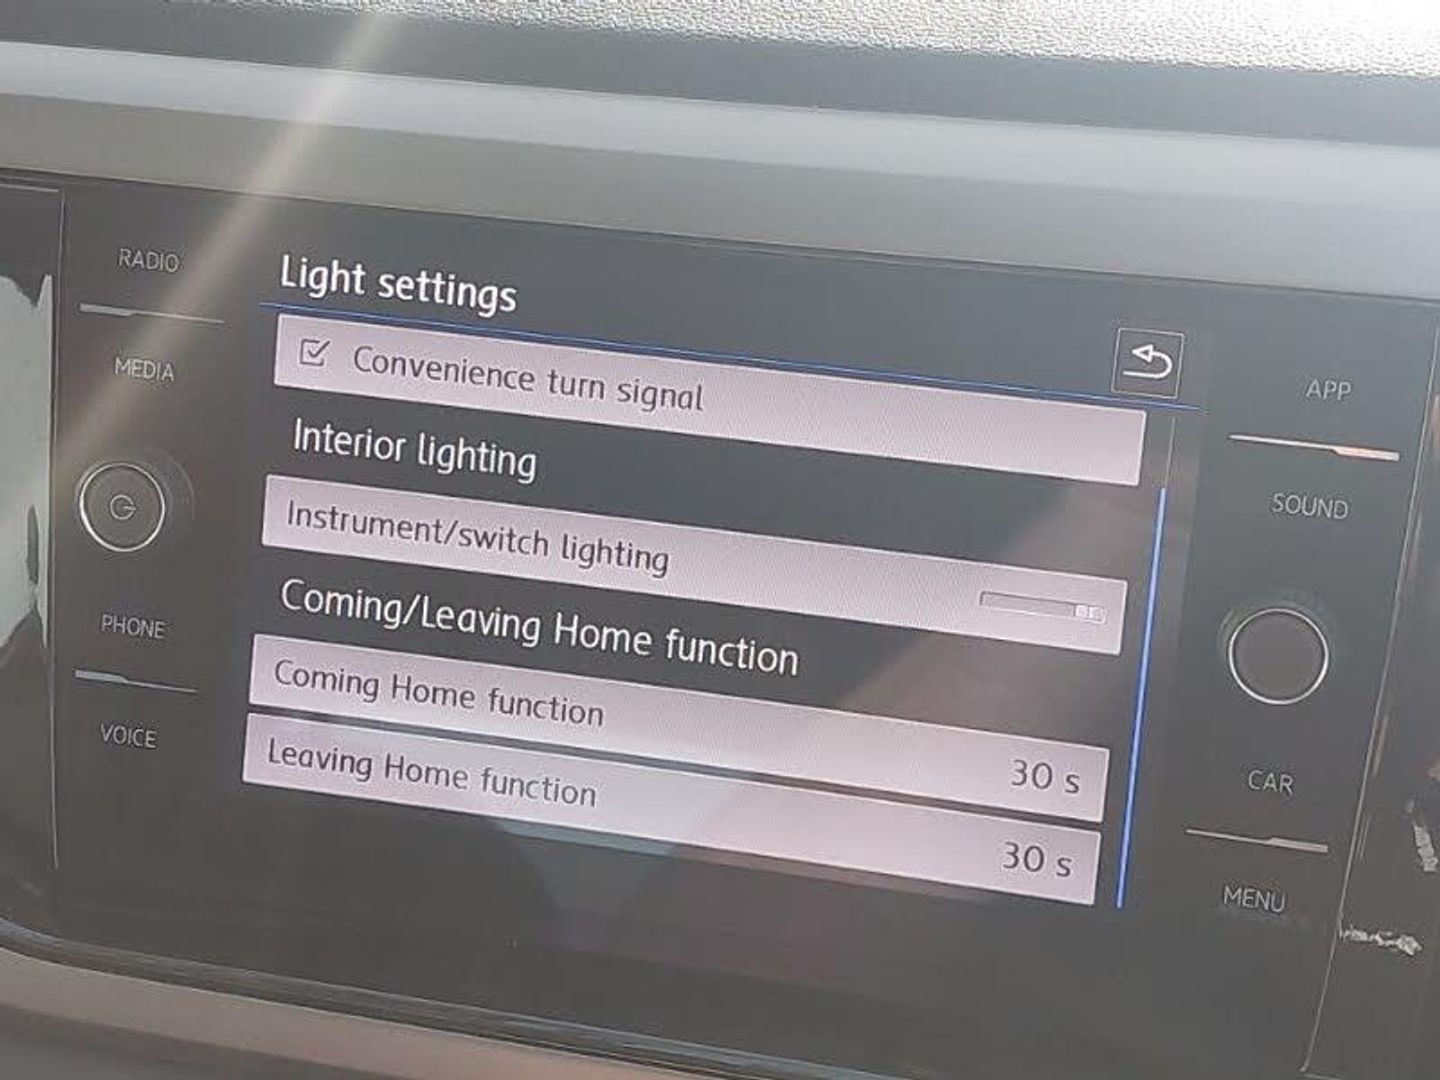 RADIO
MEDIA
PHONE
VOICE
Light settings
Convenience turn signal
Interior lighting
Instrument/switch lighting
Coming/Leaving Home function
Coming Home function
30 s
Leaving Home function
30 s
APP
SOUND
CAR
MENU